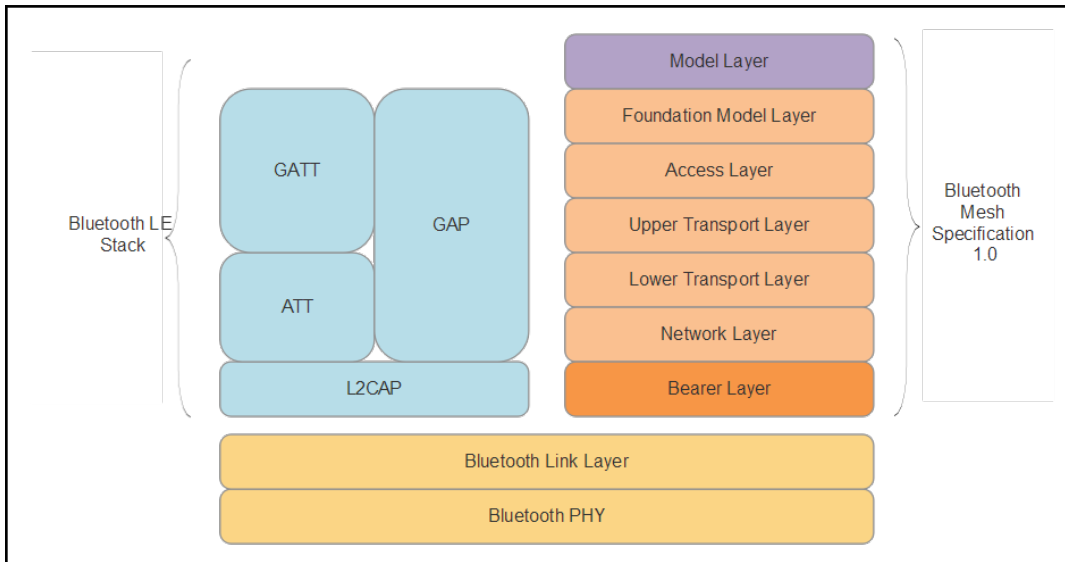 Bluetooth LE
Stack
GATT
GAP
ATT
L2CAP
Model Layer
Foundation Model Layer
Access Layer
Upper Transport Layer
Lower Transport Layer
Network Layer
Bearer Layer
Bluetooth
Mesh
Specification
1.0
Bluetooth Link Layer
Bluetooth PHY